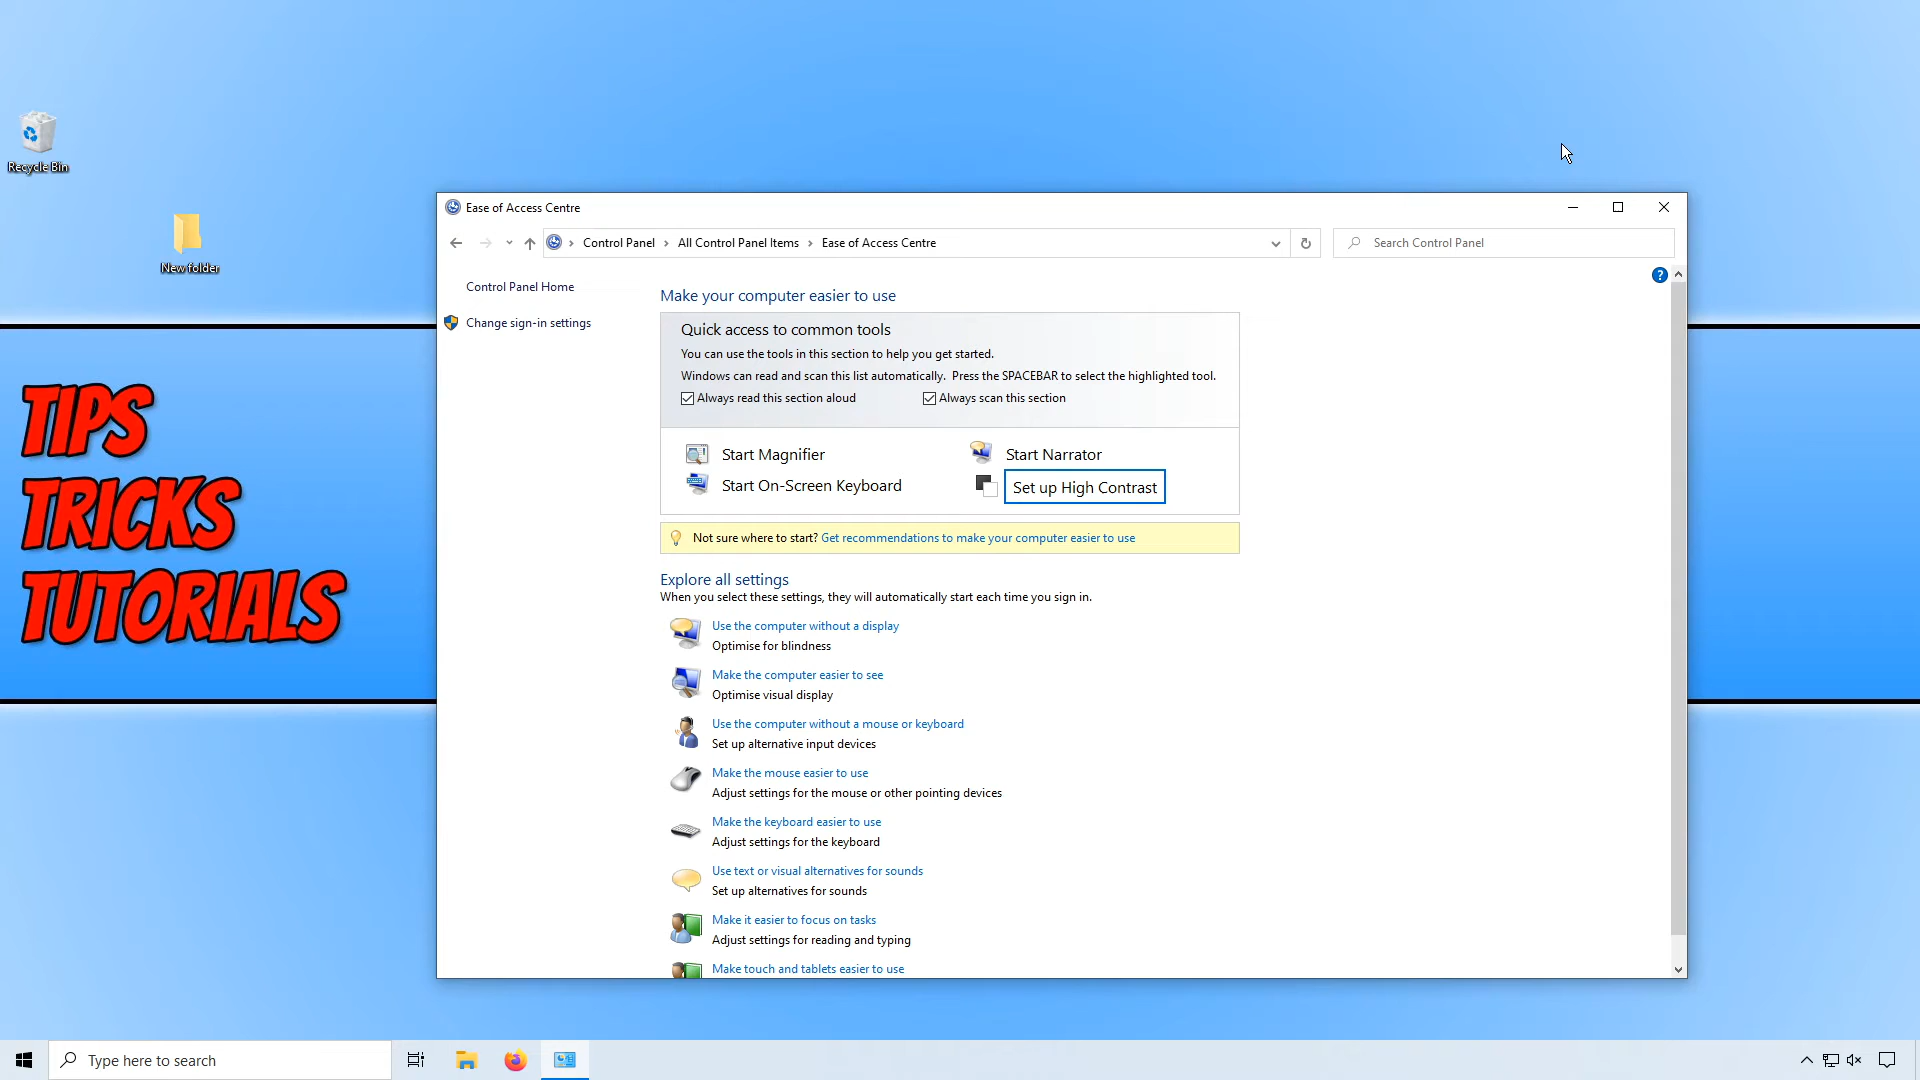 Recycle Bin
New folder
TIPS
TRICKS
TUTORIALS
Ease of Access Centre
Control Panel
All Control Panel Items
Ease of Access Centre
Search Control Panel
?
Control Panel Home
Change sign-in settings
Make your computer easier to use
Quick access to common tools
You can use the tools in this section to help you get started.
Windows can read and scan this list automatically.  Press the SPACEBAR to select the highlighted tool.
Always read this section aloud
Always scan this section
Start Magnifier
Start Narrator
Start On-Screen Keyboard
Set up High Contrast
Not sure where to start? Get recommendations to make your computer easier to use
Explore all settings
When you select these settings, they will automatically start each time you sign in.
Use the computer without a display
Optimise for blindness
Make the computer easier to see
Optimise visual display
Use the computer without a mouse or keyboard
Set up alternative input devices
Make the mouse easier to use
Adjust settings for the mouse or other pointing devices
Make the keyboard easier to use
Adjust settings for the keyboard
Use text or visual alternatives for sounds
Set up alternatives for sounds
Make it easier to focus on tasks
Adjust settings for reading and typing
Make touch and tablets easier to use
Type here to search